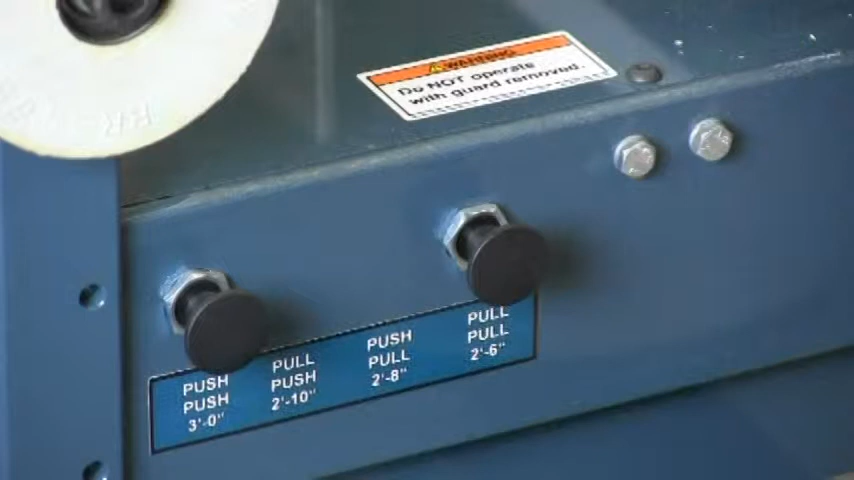 WARNING
Do NOT operate
with guard removed.
PUSH
PUSH
3'-0"
PULL
PUSH
2'-10"
PUSH
PULL
2'-8"
PULL
PULL
2'-6"